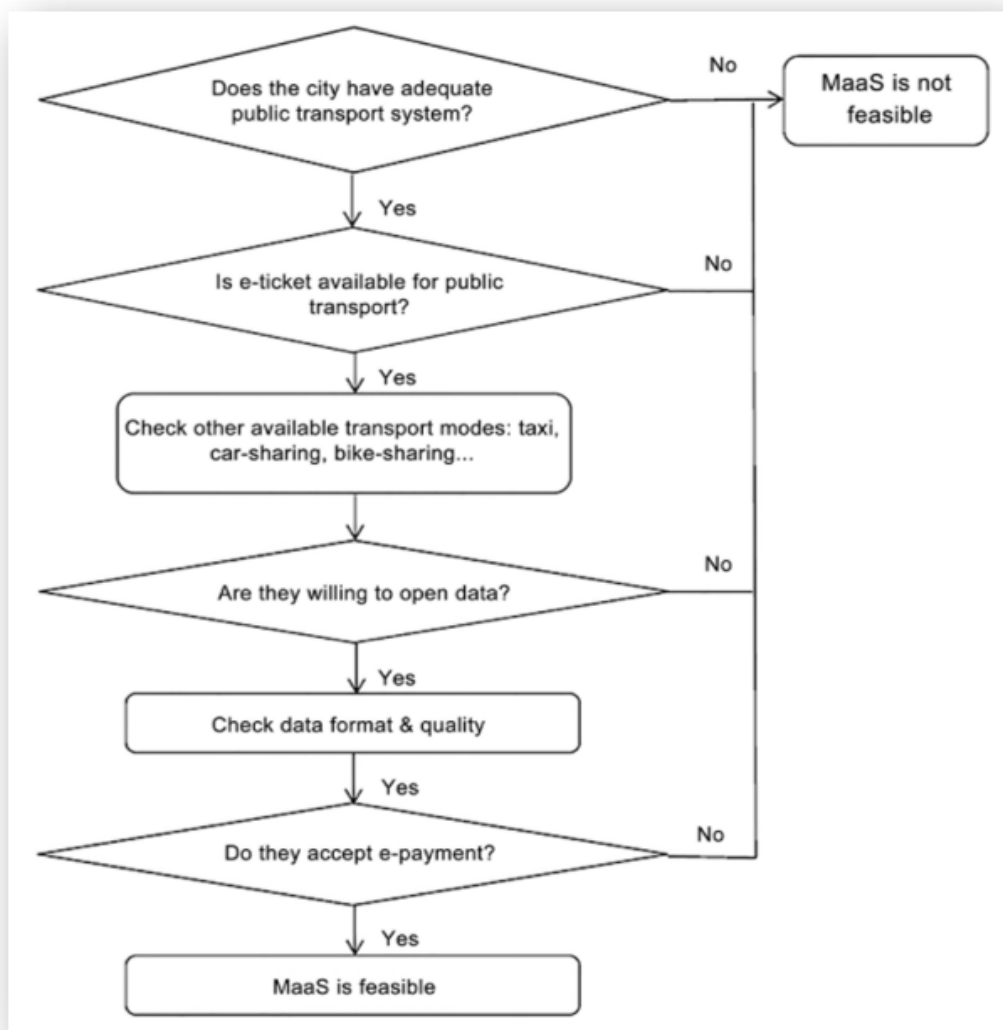 Does the city have adequate
public transport system?
No
MaaS is not
feasible
Yes
Is e-ticket available for public
transport?
No
Yes
Check other available transport modes: taxi,
car-sharing, bike-sharing...
Are they willing to open data?
No
Yes
Check data format & quality
Yes
Do they accept e-payment?
No
Yes
MaaS is feasible